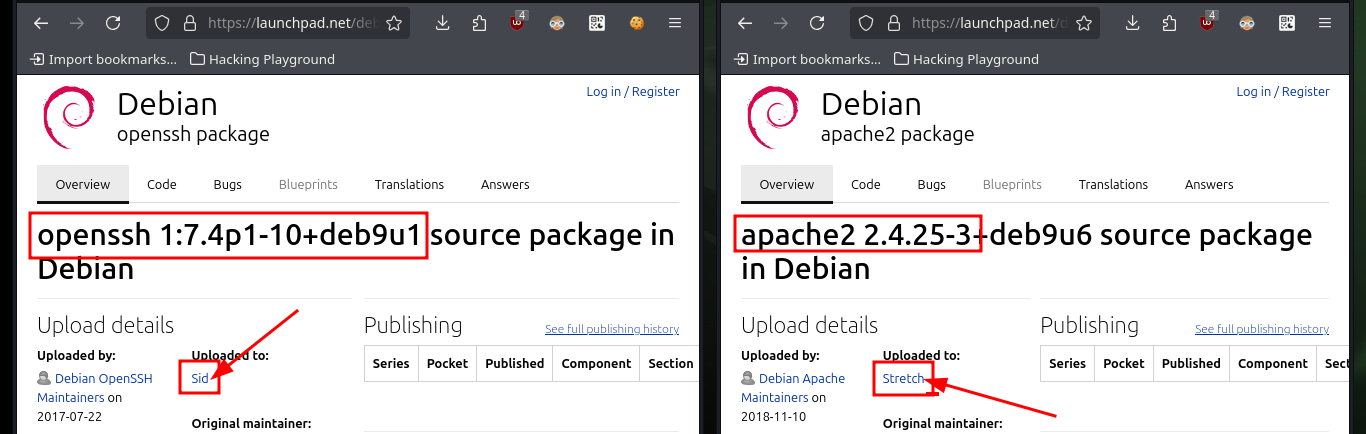 https://launchpad.net/deb
4
Import bookmarks...
Hacking Playground
Debian
openssh package
Log in / Register
Overview
Code
Bugs
Blueprints
Translations
Answers
openssh 1:7.4p1-10+deb9u1 source package in
Debian
Upload details
Uploaded by:
Debian OpenSSH
Maintainers on
2017-07-22
Uploaded to:
Sid
Original maintainer:
Publishing
See full publishing history
Series Pocket Published Component Section
https://launchpad.net/d
4
Import bookmarks...
Hacking Playground
Debian
apache2 package
Log in / Register
Overview
Code
Bugs
Blueprints
Translations
Answers
apache2 2.4.25-3+deb9u6 source package
in Debian
Upload details
Uploaded by:
Debian Apache
Maintainers on
2018-11-10
Uploaded to:
Stretch
Original maintainer:
Publishing
See full publishing history
Series Pocket Published Component Sect